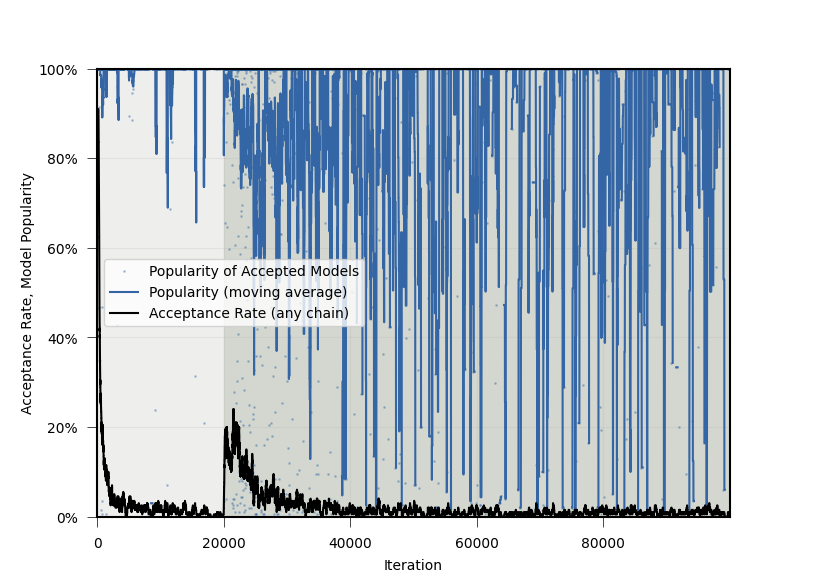 100%
80%
60%
40%
20%
0%
Acceptance Rate, Model Popularity
Popularity of Accepted Models
Popularity (moving average)
Acceptance Rate (any chain)
0
20000
40000
60000
80000
Iteration